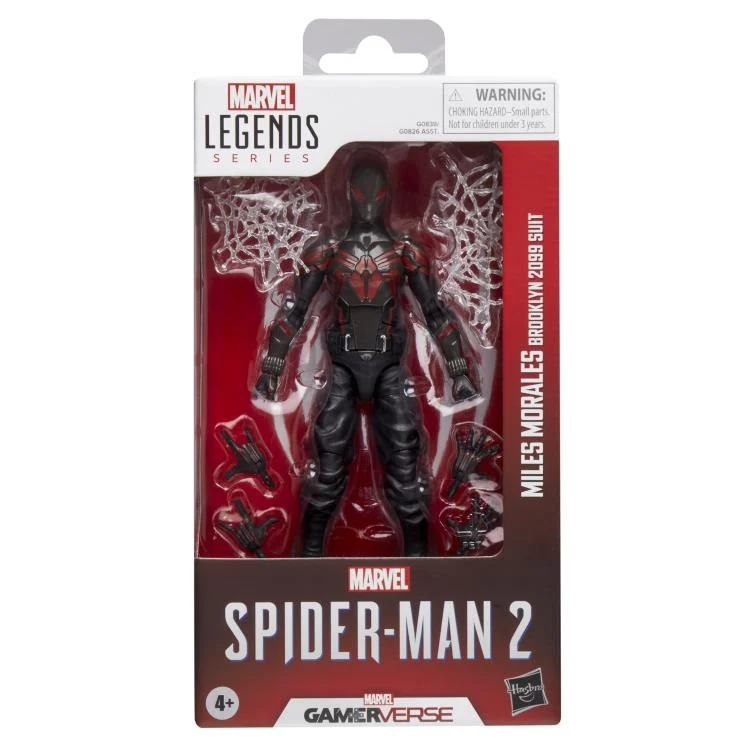 MARVEL
LEGENDS
SERIES
G0839/
G0826 ASST.
⚠ WARNING:
CHOKING HAZARD–Small parts.
Not for children under 3 years.
MILES MORALES BROOKLYN 2099 SUIT
MARVEL
SPIDER-MAN 2
4+
MARVEL
GAMERVERSE
Hasbro